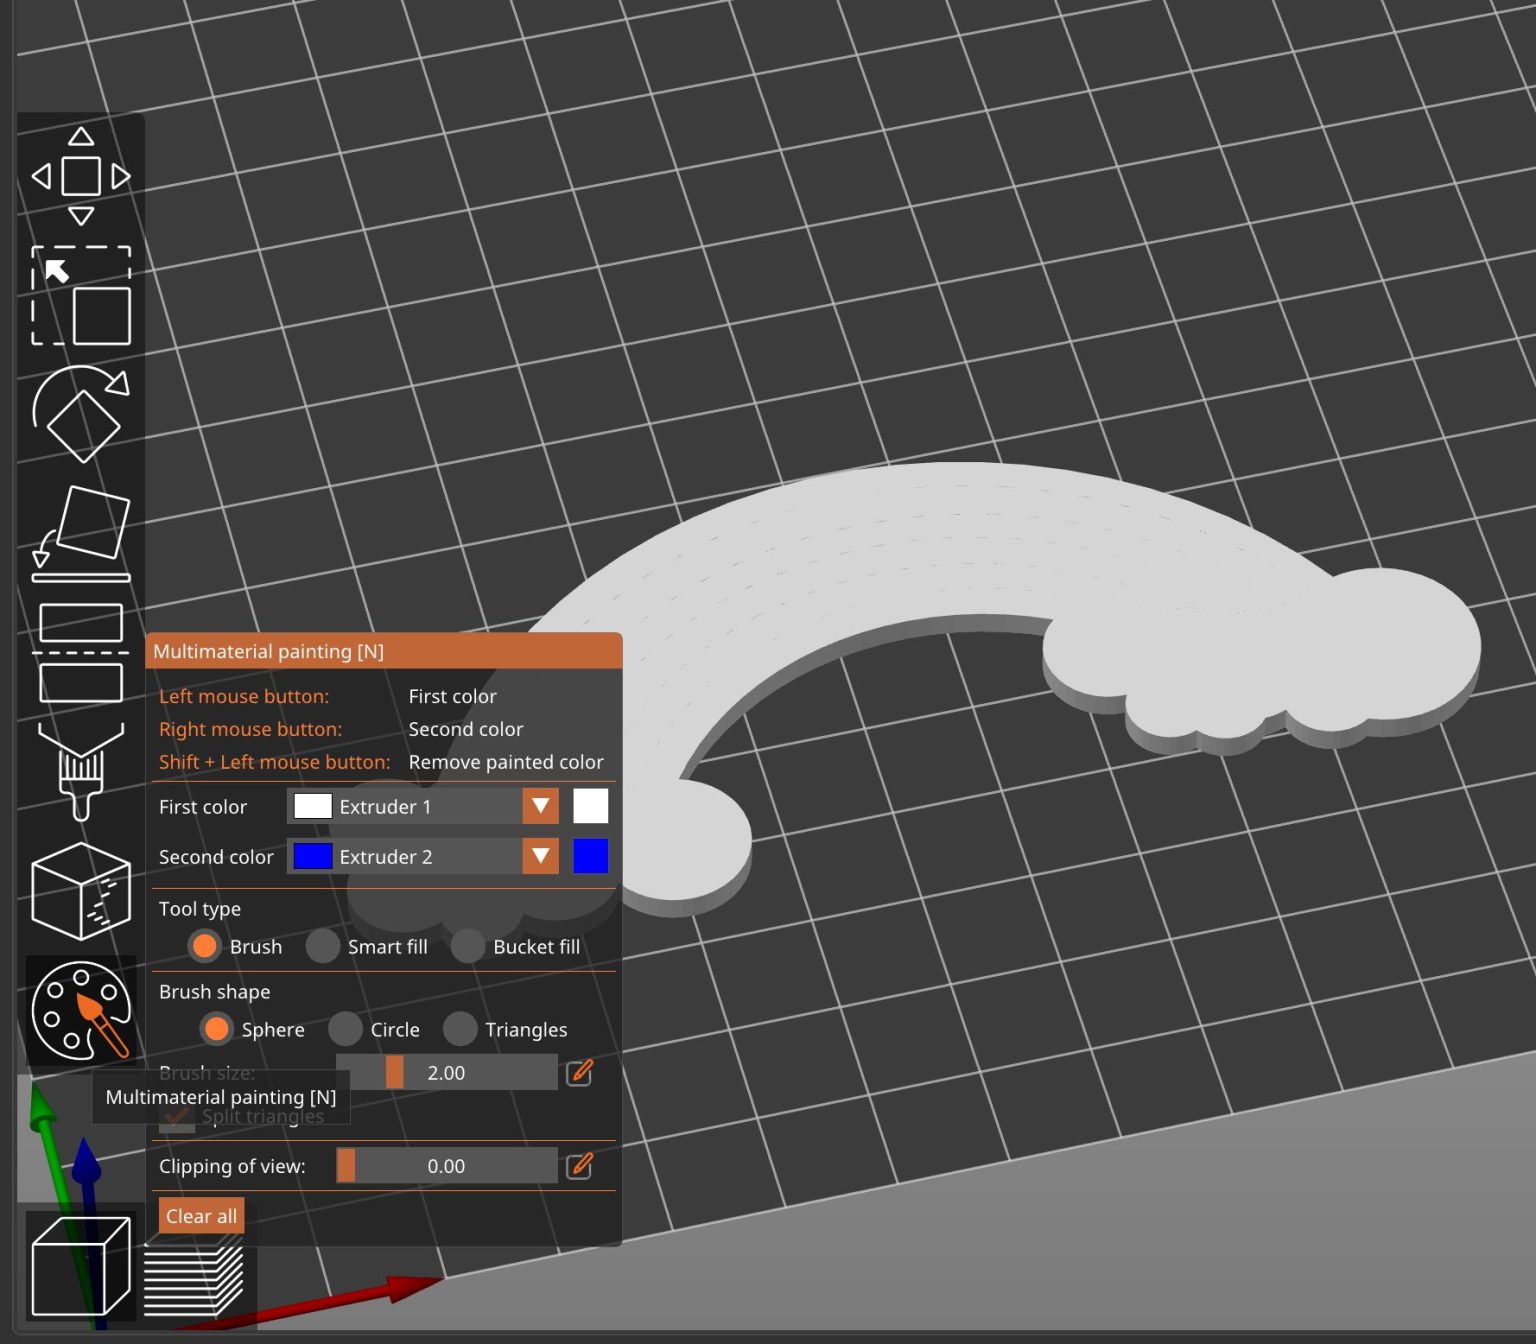 Multimaterial painting [N]
Left mouse button: First color
Right mouse button: Second color
Shift + Left mouse button: Remove painted color
First color Extruder 1
Second color Extruder 2
Tool type
Brush Smart fill Bucket fill
Brush shape
Sphere Circle Triangles
Brush size: 2.00
Multimaterial painting [N]
Split triangles
Clipping of view: 0.00
Clear all